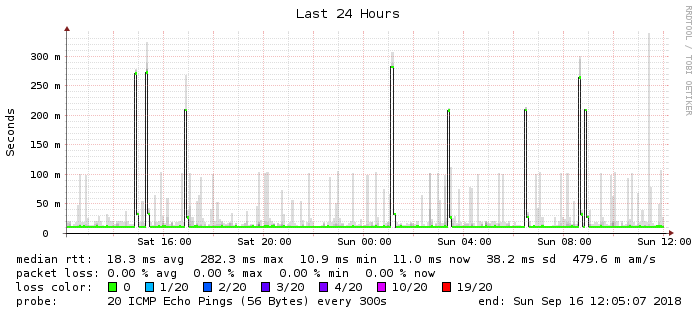 Last 24 Hours
RRDTOOL / TOBI OETIKER
Seconds
300 m
250 m
200 m
150 m
100 m
50 m
0
Sat 16:00 Sat 20:00 Sun 00:00 Sun 04:00 Sun 08:00 Sun 12:00
median rtt: 18.3 ms avg 282.3 ms max 10.9 ms min 11.0 ms now 38.2 ms sd 479.6 m am/s
packet loss: 0.00 % avg 0.00 % max 0.00 % min 0.00 % now
loss color: 0 1/20 2/20 3/20 4/20 10/20 19/20
probe: 20 ICMP Echo Pings (56 Bytes) every 300s end: Sun Sep 16 12:05:07 2018